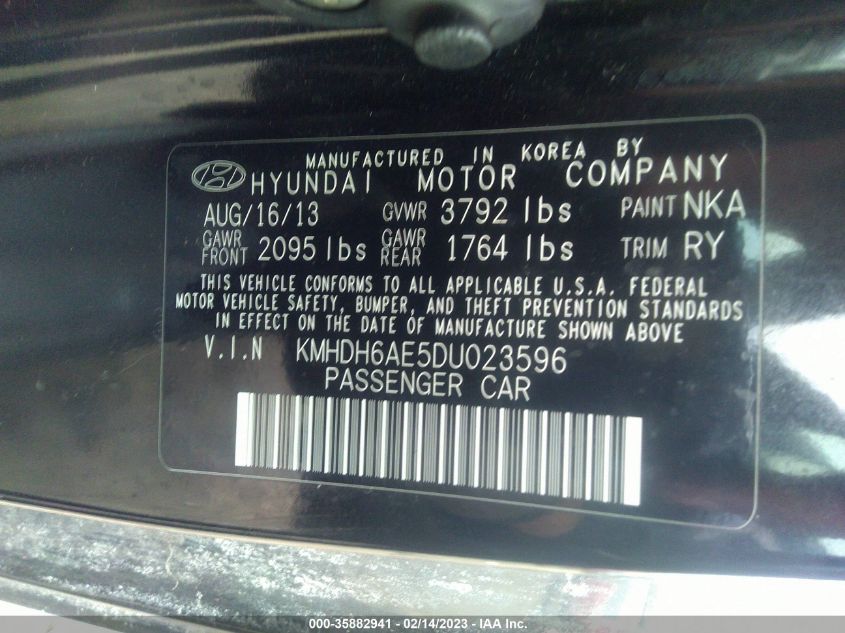 MANUFACTURED IN KOREA BY
HYUNDAI MOTOR COMPANY
AUG/16/13 GVWR 3792 lbs PAINT NKA
GAWR FRONT 2095 lbs GAWR REAR 1764 lbs TRIM RY
THIS VEHICLE CONFORMS TO ALL APPLICABLE U.S.A. FEDERAL
MOTOR VEHICLE SAFETY, BUMPER, AND THEFT PREVENTION STANDARDS
IN EFFECT ON THE DATE OF MANUFACTURE SHOWN ABOVE
V.I.N KMHDH6AE5DU023596
PASSENGER CAR
000-35882941 - 02/14/2023 - IAA Inc.